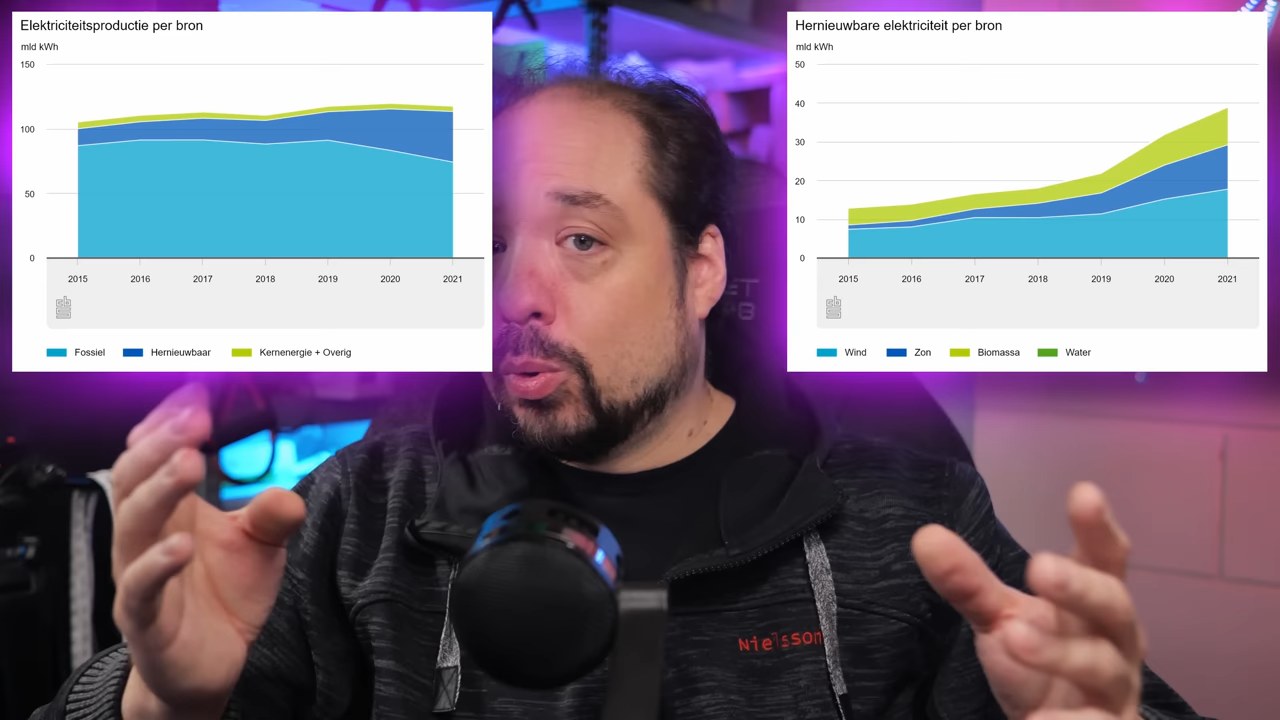 Elektriciteitsproductie per bron
mld kWh
150
100
50
0
2015 2016 2017 2018 2019 2020 2021
Fossiel Hernieuwbaar Kernenergie + Overig
Hernieuwbare elektriciteit per bron
mld kWh
50
40
30
20
10
0
2015 2016 2017 2018 2019 2020 2021
Wind Zon Biomassa Water
Nielsson